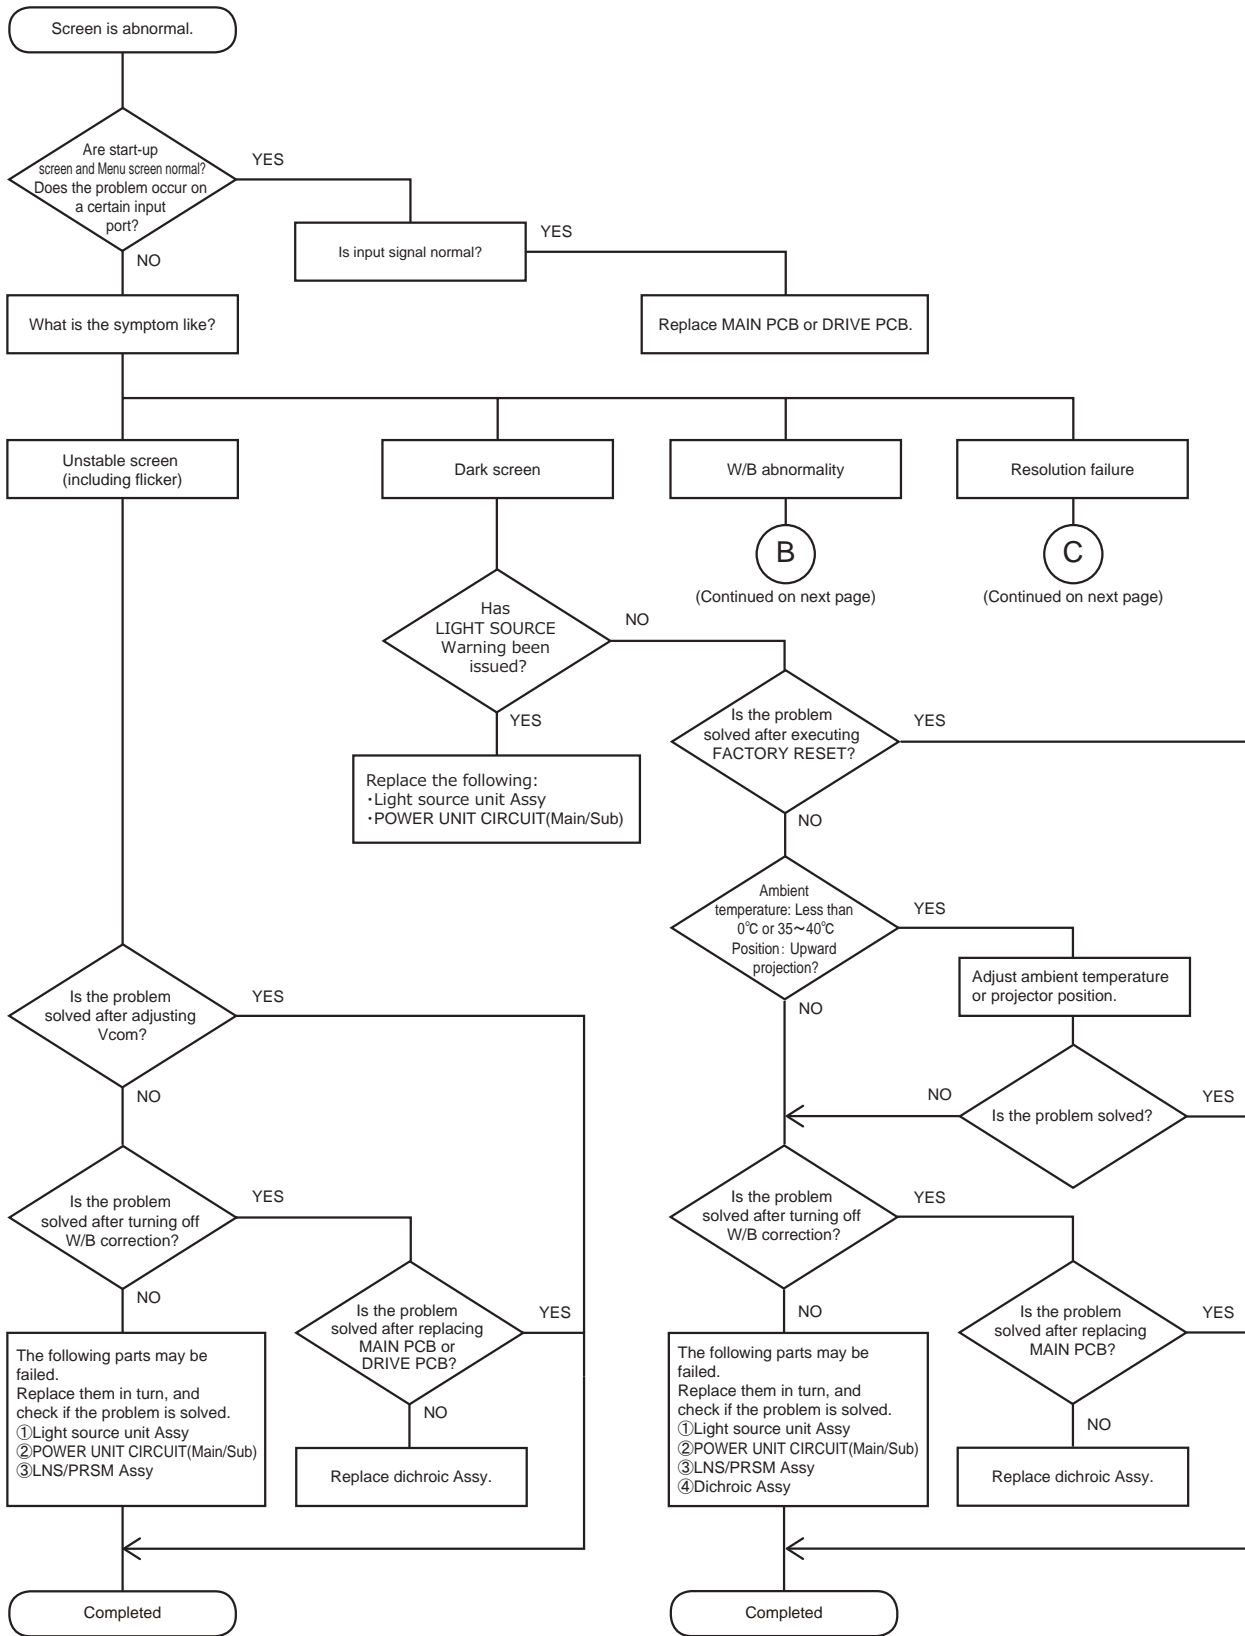 Screen is abnormal.
Are start-up
screen and Menu screen normal?
Does the problem occur on
a certain input
port?
YES
NO
Is input signal normal?
YES
Replace MAIN PCB or DRIVE PCB.
What is the symptom like?
Unstable screen
(including flicker)
Dark screen
W/B abnormality
Resolution failure
B
(Continued on next page)
C
(Continued on next page)
Has
LIGHT SOURCE
Warning been
issued?
NO
YES
Replace the following:
・Light source unit Assy
・POWER UNIT CIRCUIT(Main/Sub)
Is the problem
solved after executing
FACTORY RESET?
YES
NO
Ambient
temperature: Less than
0℃ or 35～40℃
Position : Upward
projection?
YES
NO
Adjust ambient temperature
or projector position.
Is the problem solved?
NO
YES
Is the problem
solved after adjusting
Vcom?
YES
NO
Is the problem
solved after turning off
W/B correction?
YES
NO
Is the problem
solved after replacing
MAIN PCB or
DRIVE PCB?
YES
NO
Replace dichroic Assy.
The following parts may be
failed.
Replace them in turn, and
check if the problem is solved.
①Light source unit Assy
②POWER UNIT CIRCUIT(Main/Sub)
③LNS/PRSM Assy
Completed
Is the problem
solved after turning off
W/B correction?
YES
NO
Is the problem
solved after replacing
MAIN PCB?
YES
NO
Replace dichroic Assy.
The following parts may be
failed.
Replace them in turn, and
check if the problem is solved.
①Light source unit Assy
②POWER UNIT CIRCUIT(Main/Sub)
③LNS/PRSM Assy
④Dichroic Assy
Completed